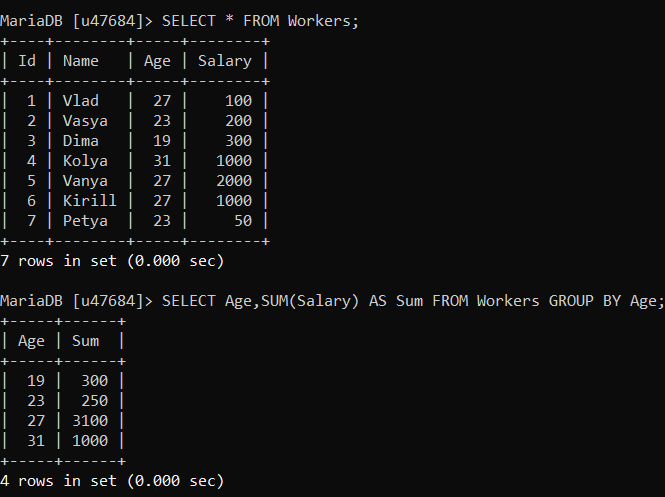 MariaDB [u47684]> SELECT * FROM Workers;
+----+--------+-----+--------+
| Id | Name   | Age | Salary |
+----+--------+-----+--------+
|  1 | Vlad   |  27 |    100 |
|  2 | Vasya  |  23 |    200 |
|  3 | Dima   |  19 |    300 |
|  4 | Kolya  |  31 |   1000 |
|  5 | Vanya  |  27 |   2000 |
|  6 | Kirill |  27 |   1000 |
|  7 | Petya  |  23 |     50 |
+----+--------+-----+--------+
7 rows in set (0.000 sec)

MariaDB [u47684]> SELECT Age,SUM(Salary) AS Sum FROM Workers GROUP BY Age;
+-----+------+
| Age | Sum  |
+-----+------+
|  19 |  300 |
|  23 |  250 |
|  27 | 3100 |
|  31 | 1000 |
+-----+------+
4 rows in set (0.000 sec)